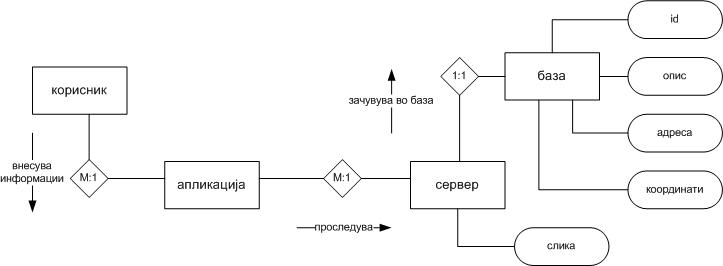 id
1:1
база
опис
корисник
зачувува во база
адреса
внесува
информации
M:1
апликација
M:1
сервер
координати
проследува
слика